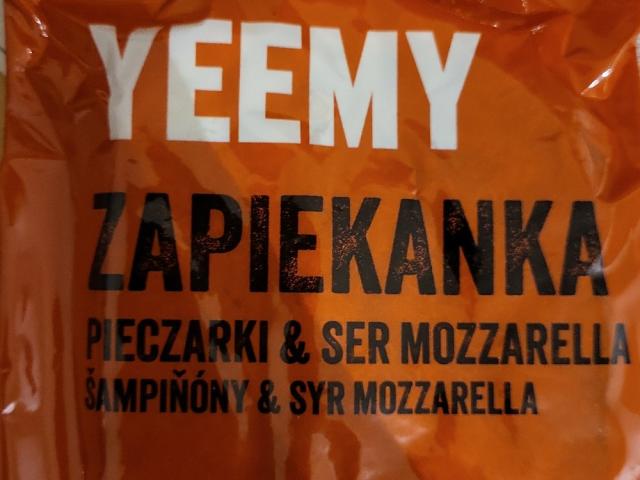 YEEMY
ZAPIEKANKA
PIECZARKI & SER MOZZARELLA
ŠAMPIŇÓNY & SYR MOZZARELLA